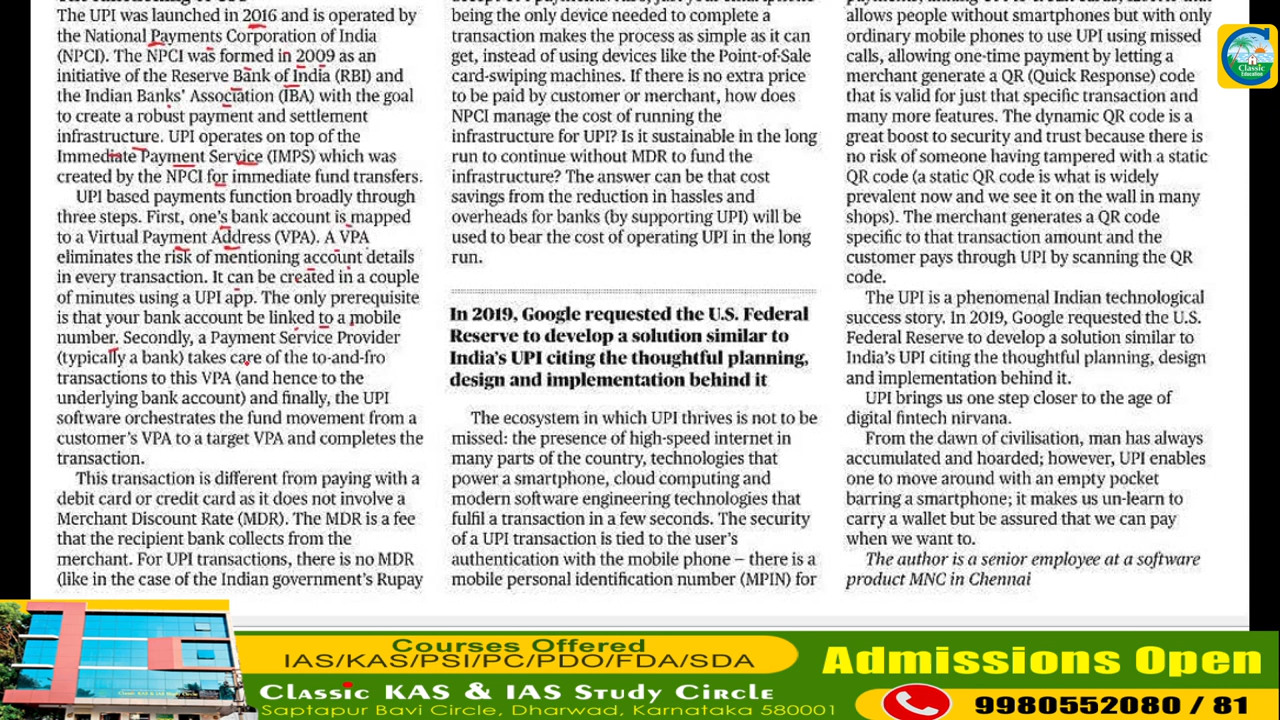 The UPI was launched in 2016 and is operated by
the National Payments Corporation of India
(NPCI). The NPCI was formed in 2009 as an
initiative of the Reserve Bank of India (RBI) and
the Indian Banks' Association (IBA) with the goal
to create a robust payment and settlement
infrastructure. UPI operates on top of the
Immediate Payment Service (IMPS) which was
created by the NPCI for immediate fund transfers.
UPI based payments function broadly through
three steps. First, one's bank account is mapped
to a Virtual Payment Address (VPA). A VPA
eliminates the risk of mentioning account details
in every transaction. It can be created in a couple
of minutes using a UPI app. The only prerequisite
is that your bank account be linked to a mobile
number. Secondly, a Payment Service Provider
(typically a bank) takes care of the to-and-fro
transactions to this VPA (and hence to the
underlying bank account) and finally, the UPI
software orchestrates the fund movement from a
customer's VPA to a target VPA and completes the
transaction.
This transaction is different from paying with a
debit card or credit card as it does not involve a
Merchant Discount Rate (MDR). The MDR is a fee
that the recipient bank collects from the
merchant. For UPI transactions, there is no MDR
(like in the case of the Indian government's Rupay
being the only device needed to complete a
transaction makes the process as simple as it can
get, instead of using devices like the Point-of-Sale
card-swiping machines. If there is no extra price
to be paid by customer or merchant, how does
NPCI manage the cost of running the
infrastructure for UPI? Is it sustainable in the long
run to continue without MDR to fund the
infrastructure? The answer can be that cost
savings from the reduction in hassles and
overheads for banks (by supporting UPI) will be
used to bear the cost of operating UPI in the long
run.
In 2019, Google requested the U.S. Federal
Reserve to develop a solution similar to
India's UPI citing the thoughtful planning,
design and implementation behind it
The ecosystem in which UPI thrives is not to be
missed: the presence of high-speed internet in
many parts of the country, technologies that
power a smartphone, cloud computing and
modern software engineering technologies that
fulfil a transaction in a few seconds. The security
of a UPI transaction is tied to the user's
authentication with the mobile phone – there is a
mobile personal identification number (MPIN) for
allows people without smartphones but with only
ordinary mobile phones to use UPI using missed
calls, allowing one-time payment by letting a
merchant generate a QR (Quick Response) code
that is valid for just that specific transaction and
many more features. The dynamic QR code is a
great boost to security and trust because there is
no risk of someone having tampered with a static
QR code (a static QR code is what is widely
prevalent now and we see it on the wall in many
shops). The merchant generates a QR code
specific to that transaction amount and the
customer pays through UPI by scanning the QR
code.
The UPI is a phenomenal Indian technological
success story. In 2019, Google requested the U.S.
Federal Reserve to develop a solution similar to
India's UPI citing the thoughtful planning, design
and implementation behind it.
UPI brings us one step closer to the age of
digital fintech nirvana.
From the dawn of civilisation, man has always
accumulated and hoarded; however, UPI enables
one to move around with an empty pocket
barring a smartphone; it makes us un-learn to
carry a wallet but be assured that we can pay
when we want to.
The author is a senior employee at a software
product MNC in Chennai
Classic
Education
Courses Offered
IAS/KAS/PSI/PC/PDO/FDA/SDA
Classic KAS & IAS Study Circle
Saptapur Bavi Circle, Dharwad, Karnataka 580001
Admissions Open
9980552080 / 81